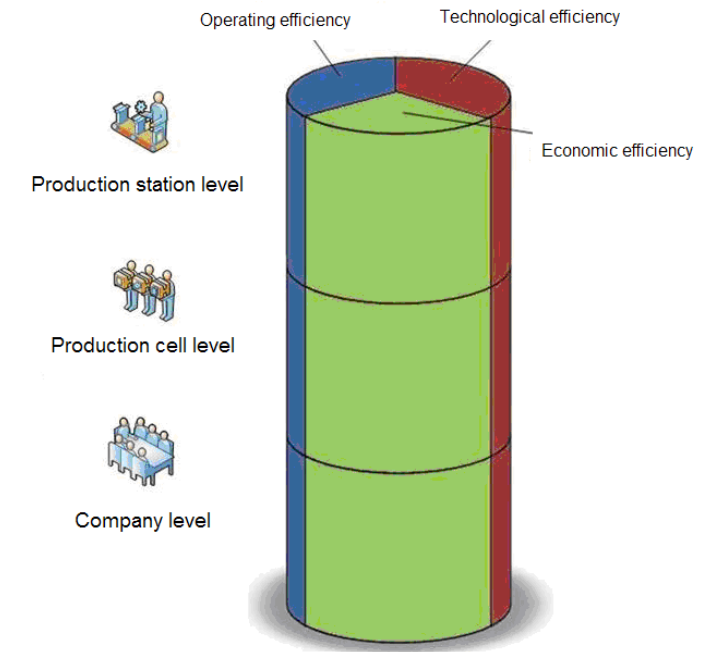 Operating efficiency
Technological efficiency
Economic efficiency
Production station level
Production cell level
Company level